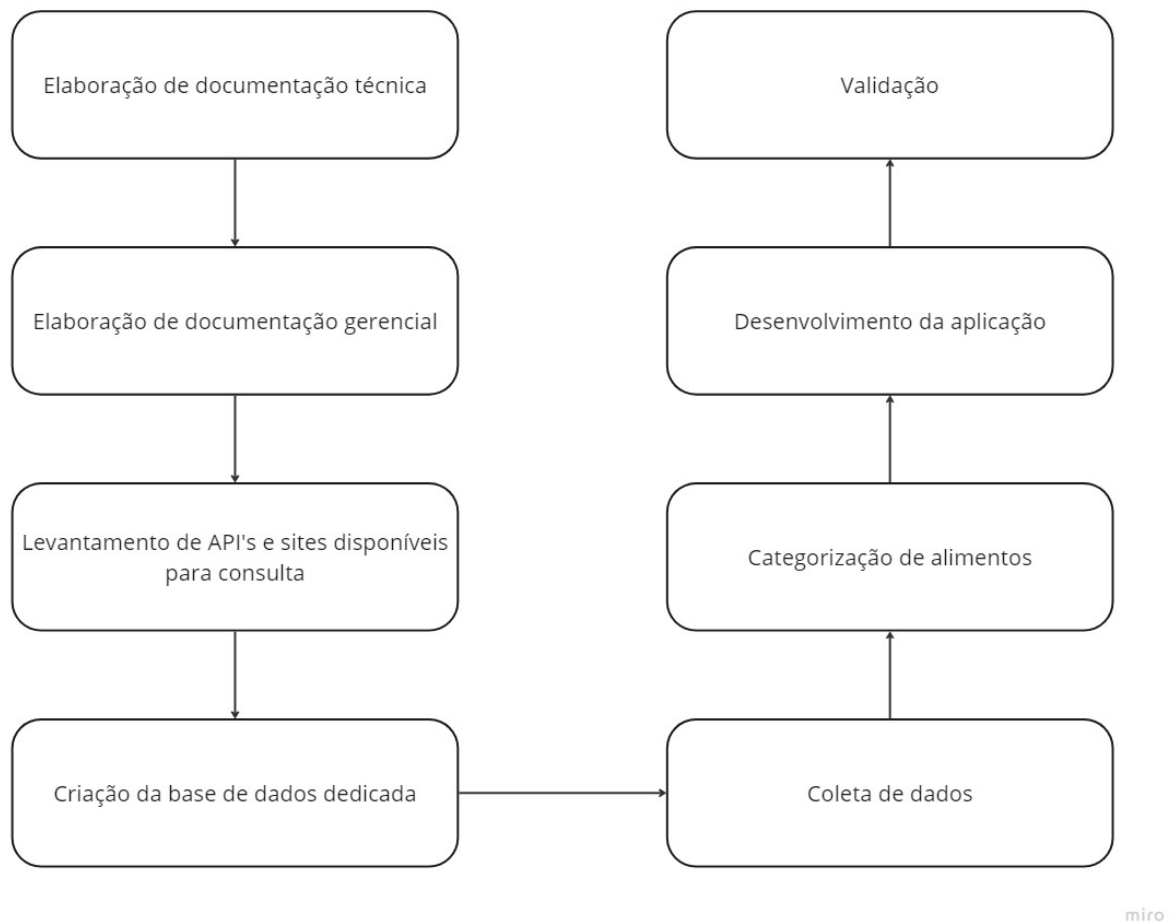 Elaboração de documentação técnica
Elaboração de documentação gerencial
Levantamento de API's e sites disponíveis
para consulta
Criação da base de dados dedicada
Coleta de dados
Categorização de alimentos
Desenvolvimento da aplicação
Validação
miro